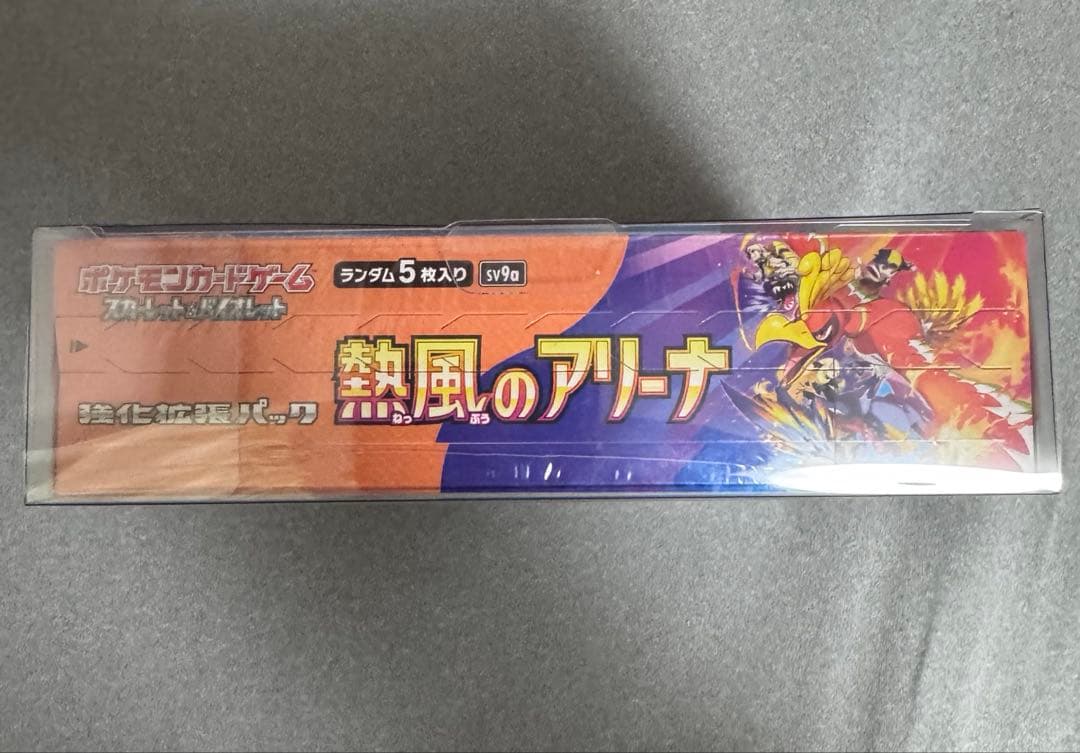 ポケモンカードゲーム
スカーレット&バイオレット
ランダム5枚入り
sv9a
強化拡張パック
熱風のアリーナ
ねっ ぷう